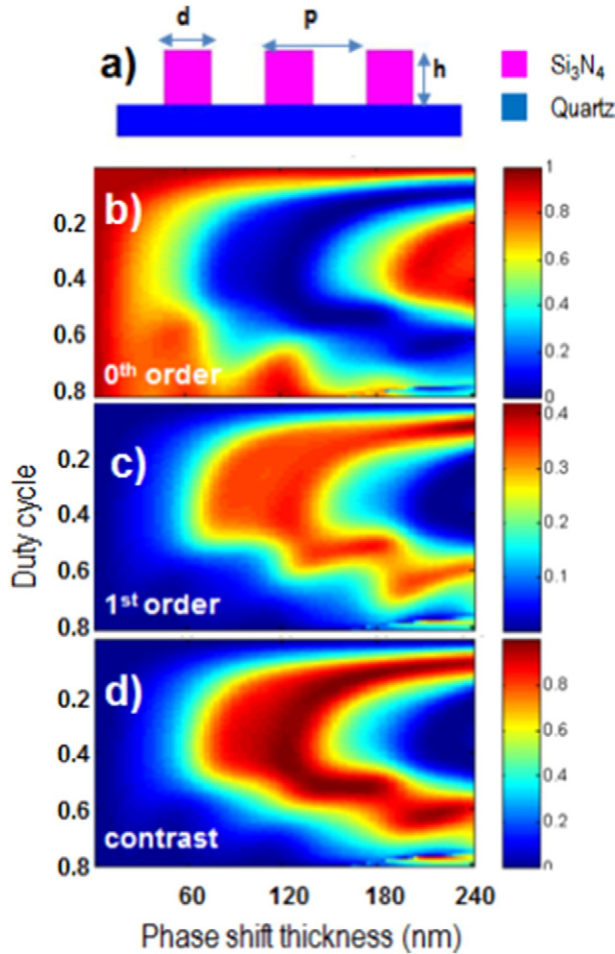 d
p
a)
h
Si₃N₄
Quartz
b)
0.2
0.4
0.6
0.8
0th order
1
0.8
0.6
0.4
0.2
0
c)
0.2
0.4
0.6
0.8
1st order
0.4
0.3
0.2
0.1
d)
0.2
0.4
0.6
0.8
contrast
0.8
0.6
0.4
0.2
0
Duty cycle
60 120 180 240
Phase shift thickness (nm)